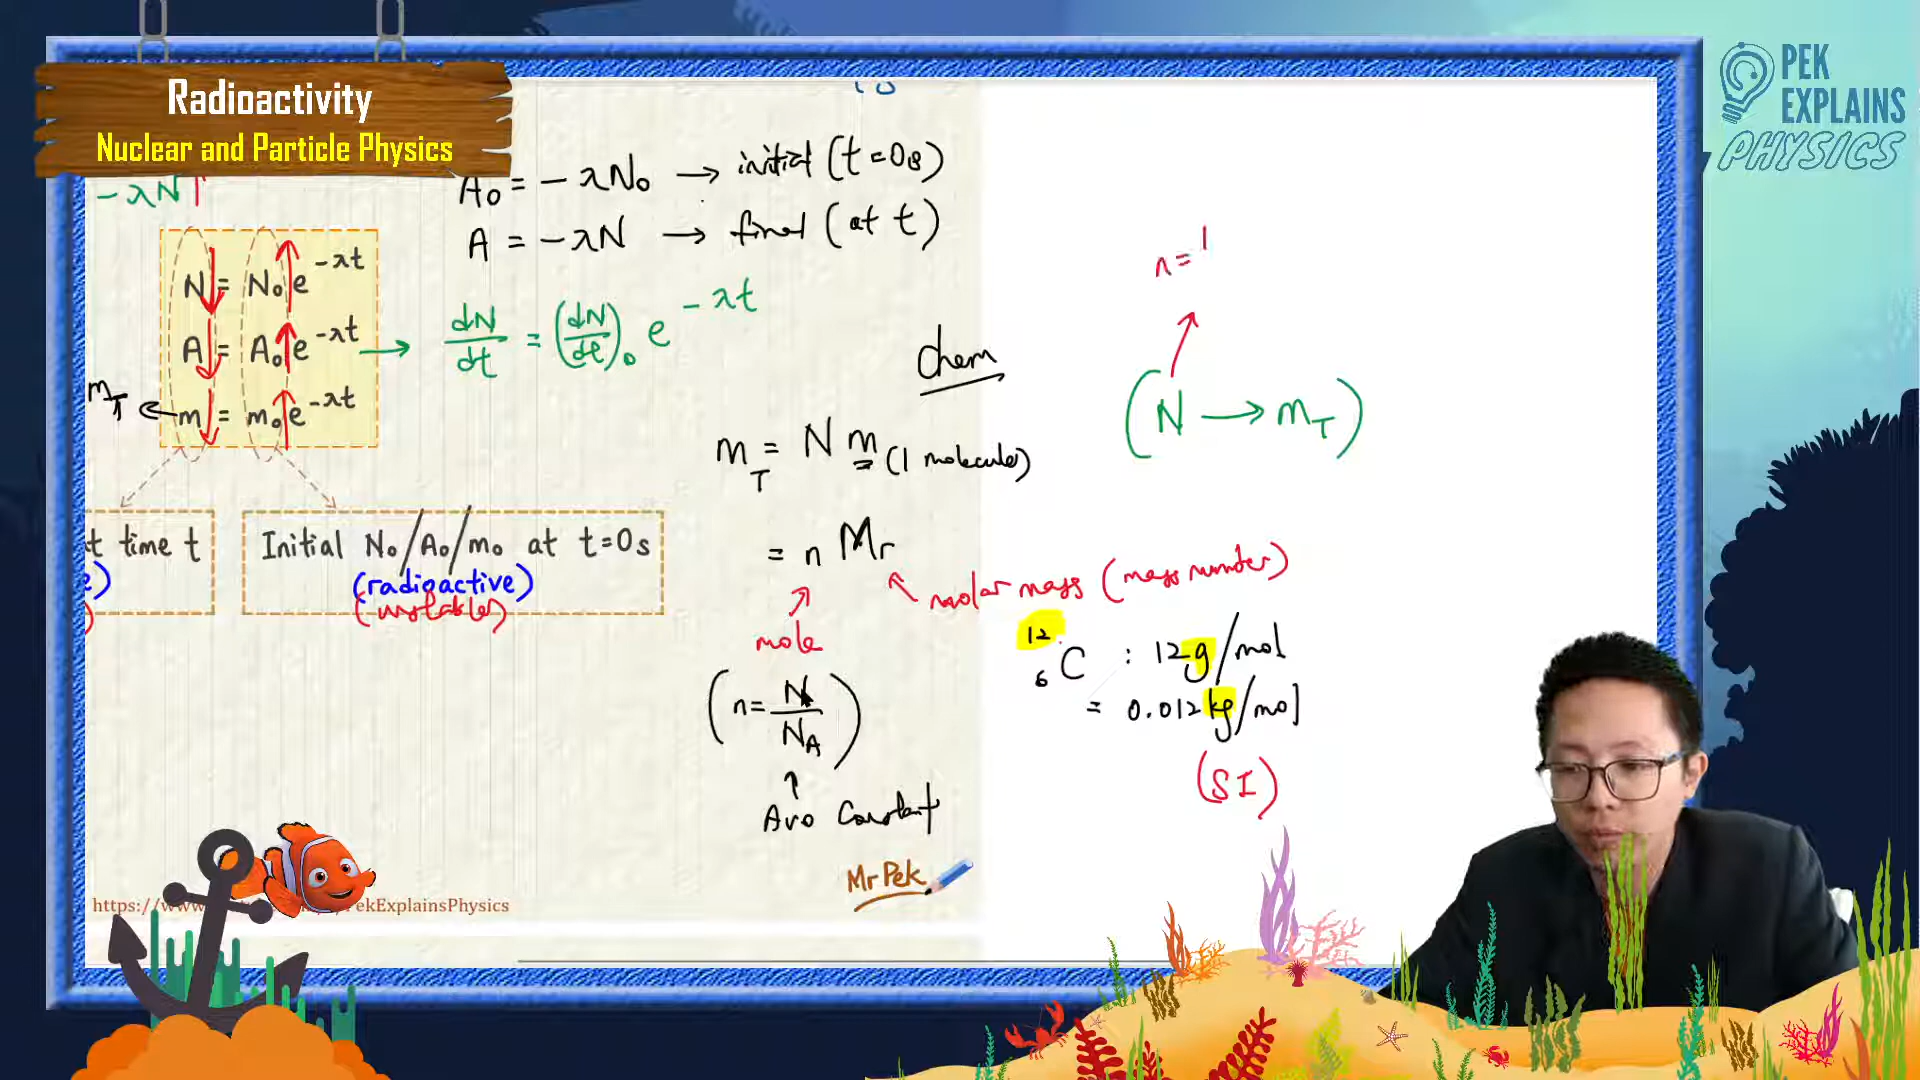 Radioactivity
Nuclear and Particle Physics
PEK
EXPLAINS
PHYSICS
-λN
A₀ = -λN₀ → initial (t=0s)
A = -λN → final (at t)
N = N₀e^-λt
A = A₀e^-λt
m_T ← m = m₀e^-λt
→ dN/dt = (dN/dt)₀ e^-λt
Chem
m_T = N m (1 molecule)
= n Mr
mole
molar mass (mass number)
(n = N/N_A)
Avo Constant
n = 1
(N → m_T)
¹²₆C : 12g/mol
= 0.012kg/mol
(SI)
t time t
Initial N₀/A₀/m₀ at t=0s
(radioactive)
(unstable)
Mr Pek
https://w
ekExplainsPhysics